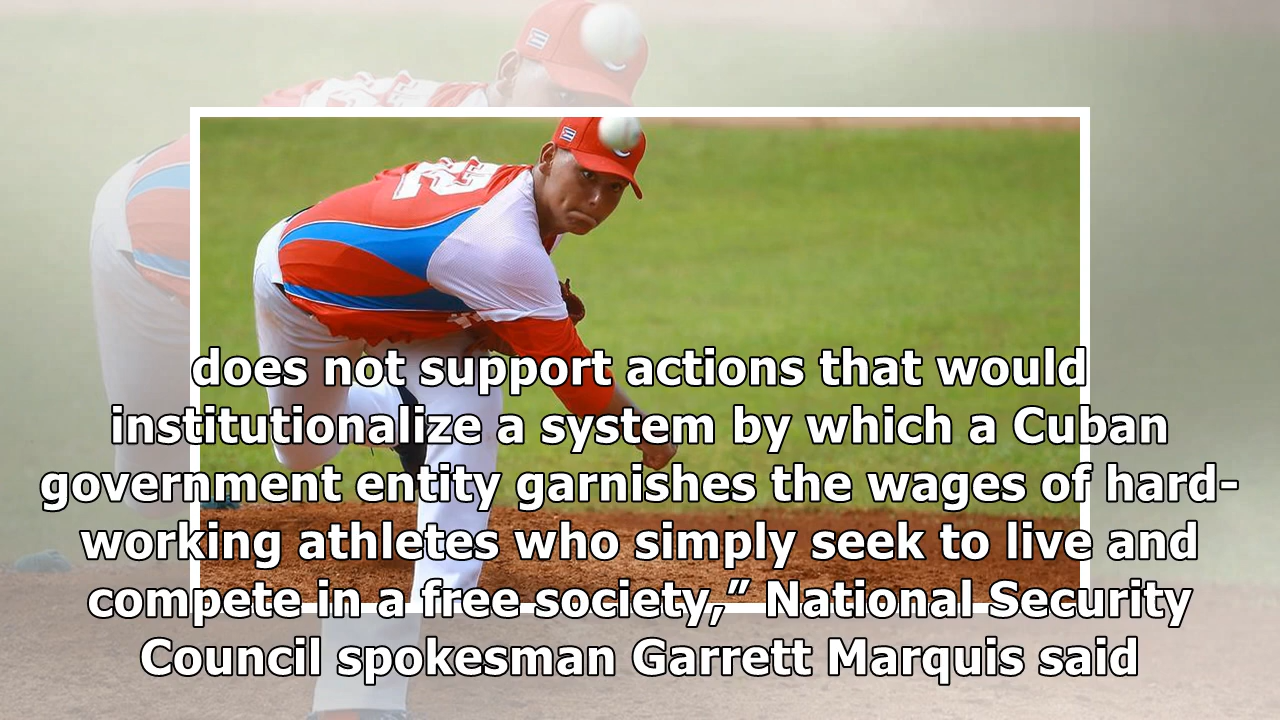 does not support actions that would
institutionalize a system by which a Cuban
government entity garnishes the wages of hard-
working athletes who simply seek to live and
compete in a free society,” National Security
Council spokesman Garrett Marquis said